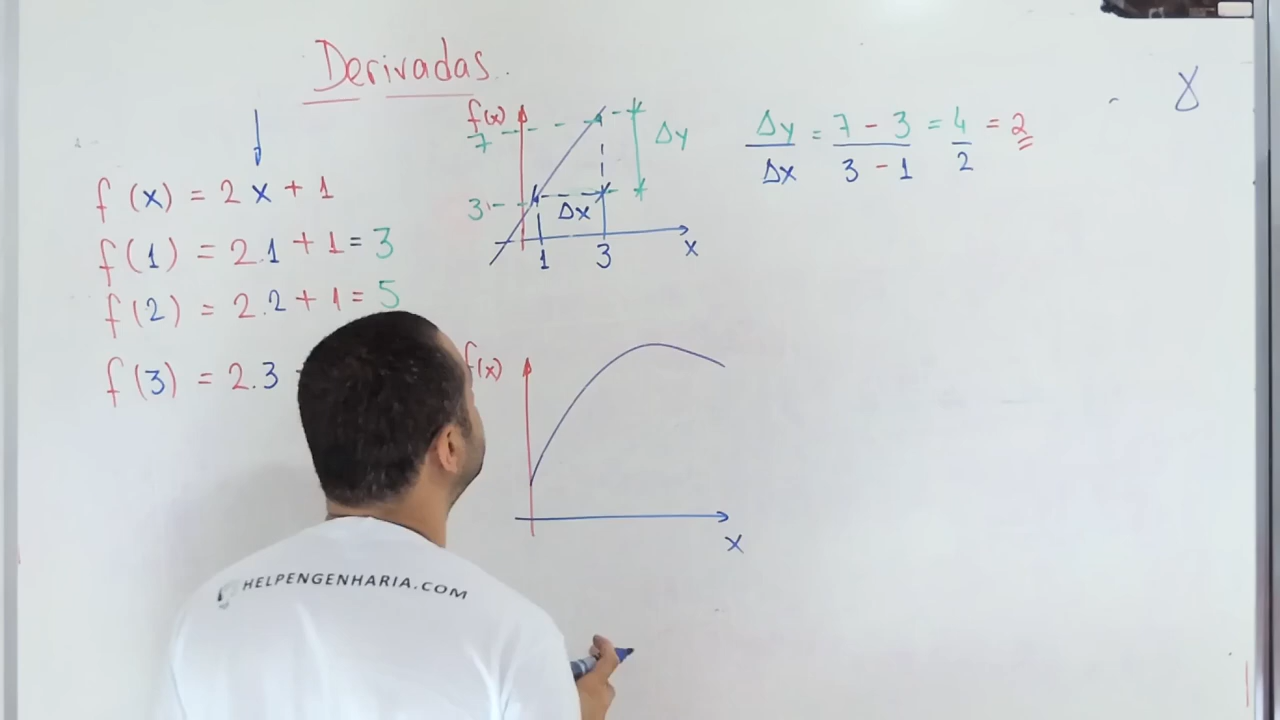 Derivadas
f(x) = 2x + 1
f(1) = 2.1 + 1 = 3
f(2) = 2.2 + 1 = 5
f(3) = 2.3
f(x)
7
3
Δy
Δx
1 3
x
Δy/Δx = 7 - 3/3 - 1 = 4/2 = 2
f(x)
x
HELPENGENHARIA.COM